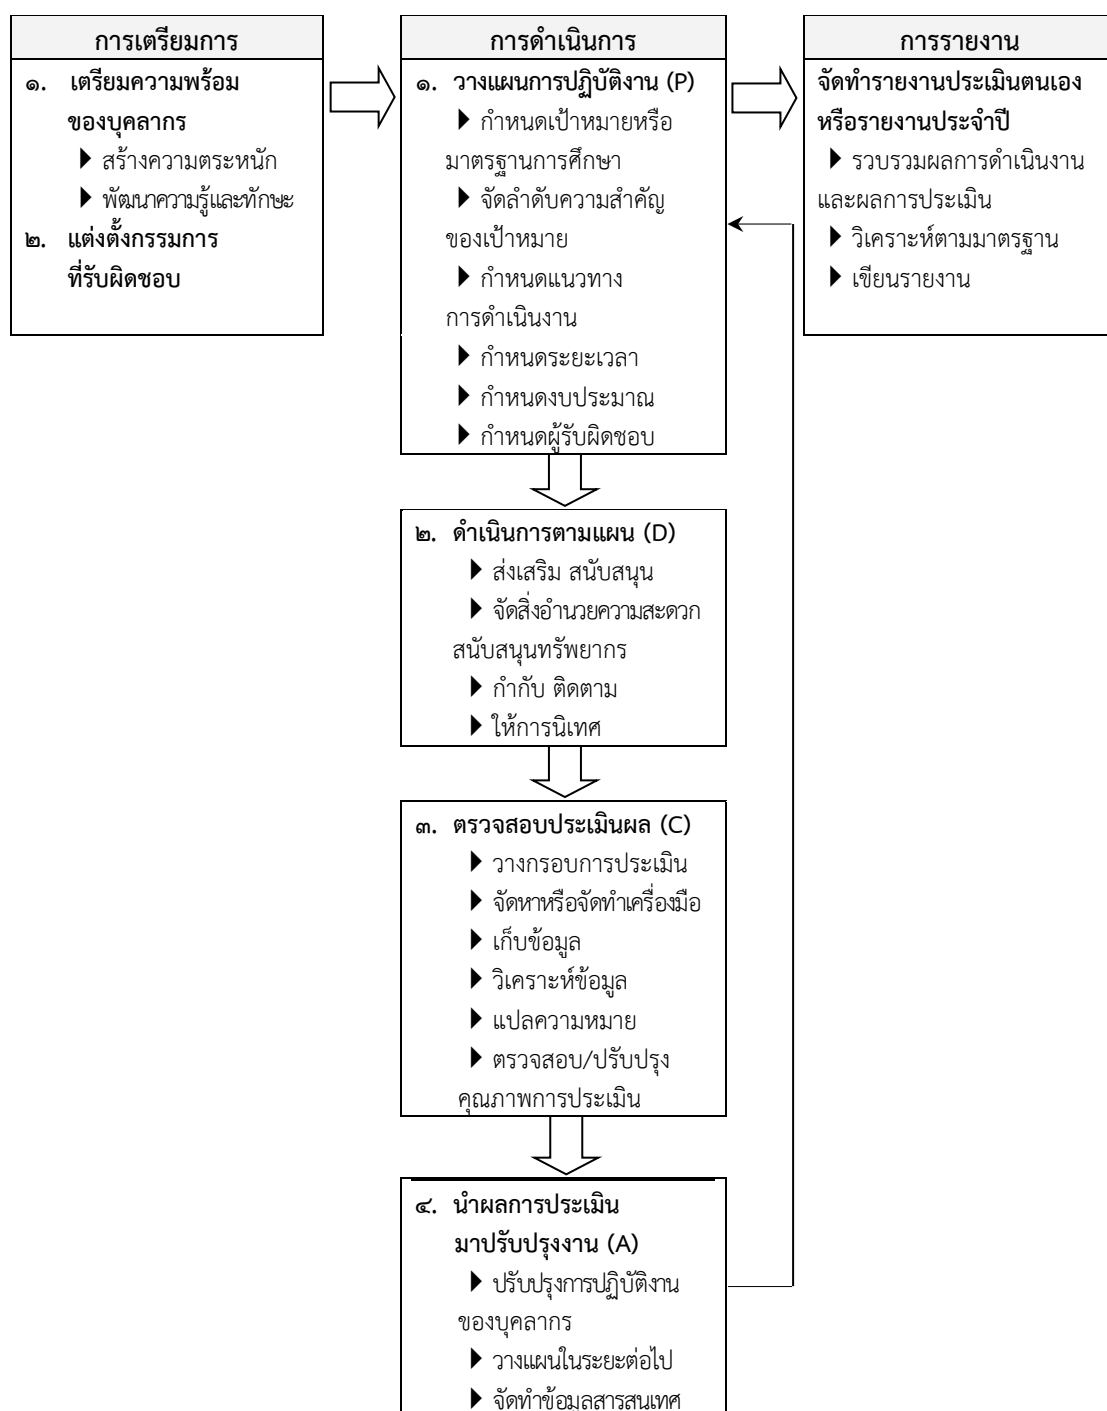 การเตรียมการ
๑. เตรียมความพร้อม
ของบุคลากร
สร้างความตระหนัก
พัฒนาความรู้และทักษะ
๒. แต่งตั้งกรรมการ
ที่รับผิดชอบ
การดำเนินการ
๑. วางแผนการปฏิบัติงาน (P)
กำหนดเป้าหมายหรือ
มาตรฐานการศึกษา
จัดลำดับความสำคัญ
ของเป้าหมาย
กำหนดแนวทาง
การดำเนินงาน
กำหนดระยะเวลา
กำหนดงบประมาณ
กำหนดผู้รับผิดชอบ
๒. ดำเนินการตามแผน (D)
ส่งเสริม สนับสนุน
จัดสิ่งอำนวยความสะดวก
สนับสนุนทรัพยากร
กำกับ ติดตาม
ให้การนิเทศ
๓. ตรวจสอบประเมินผล (C)
วางกรอบการประเมิน
จัดหาหรือจัดทำเครื่องมือ
เก็บข้อมูล
วิเคราะห์ข้อมูล
แปลความหมาย
ตรวจสอบ/ปรับปรุง
คุณภาพการประเมิน
๔. นำผลการประเมิน
มาปรับปรุงงาน (A)
ปรับปรุงการปฏิบัติงาน
ของบุคลากร
วางแผนในระยะต่อไป
จัดทำข้อมูลสารสนเทศ
การรายงาน
จัดทำรายงานประเมินตนเอง
หรือรายงานประจำปี
รวบรวมผลการดำเนินงาน
และผลการประเมิน
วิเคราะห์ตามมาตรฐาน
เขียนรายงาน